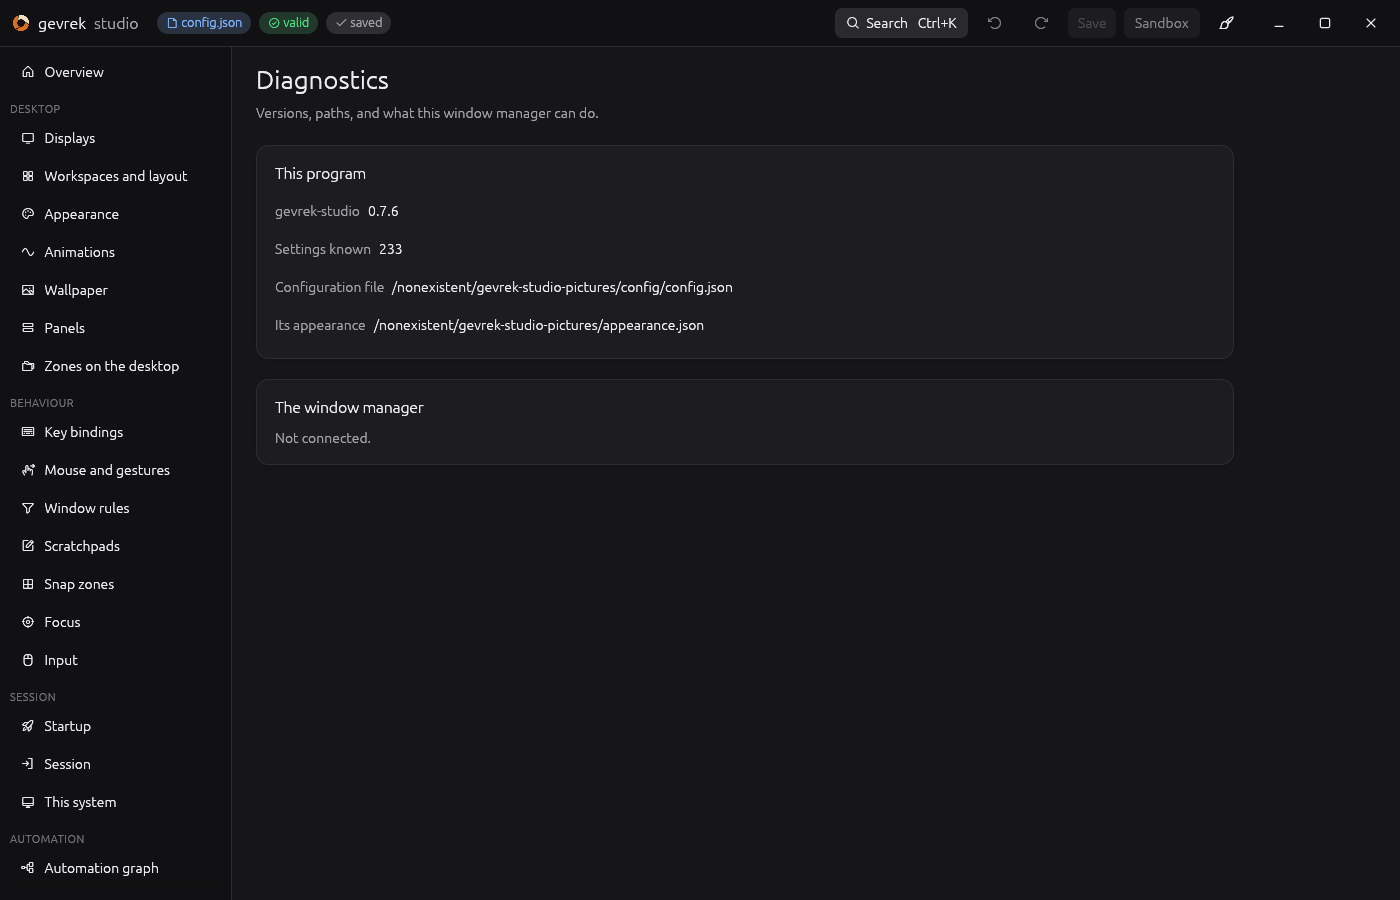 gevrek studio config.json valid saved Search Ctrl+K Save Sandbox
Overview
DESKTOP
Displays
Workspaces and layout
Appearance
Animations
Wallpaper
Panels
Zones on the desktop
BEHAVIOUR
Key bindings
Mouse and gestures
Window rules
Scratchpads
Snap zones
Focus
Input
SESSION
Startup
Session
This system
AUTOMATION
Automation graph
Diagnostics
Versions, paths, and what this window manager can do.
This program
gevrek-studio 0.7.6
Settings known 233
Configuration file /nonexistent/gevrek-studio-pictures/config/config.json
Its appearance /nonexistent/gevrek-studio-pictures/appearance.json
The window manager
Not connected.